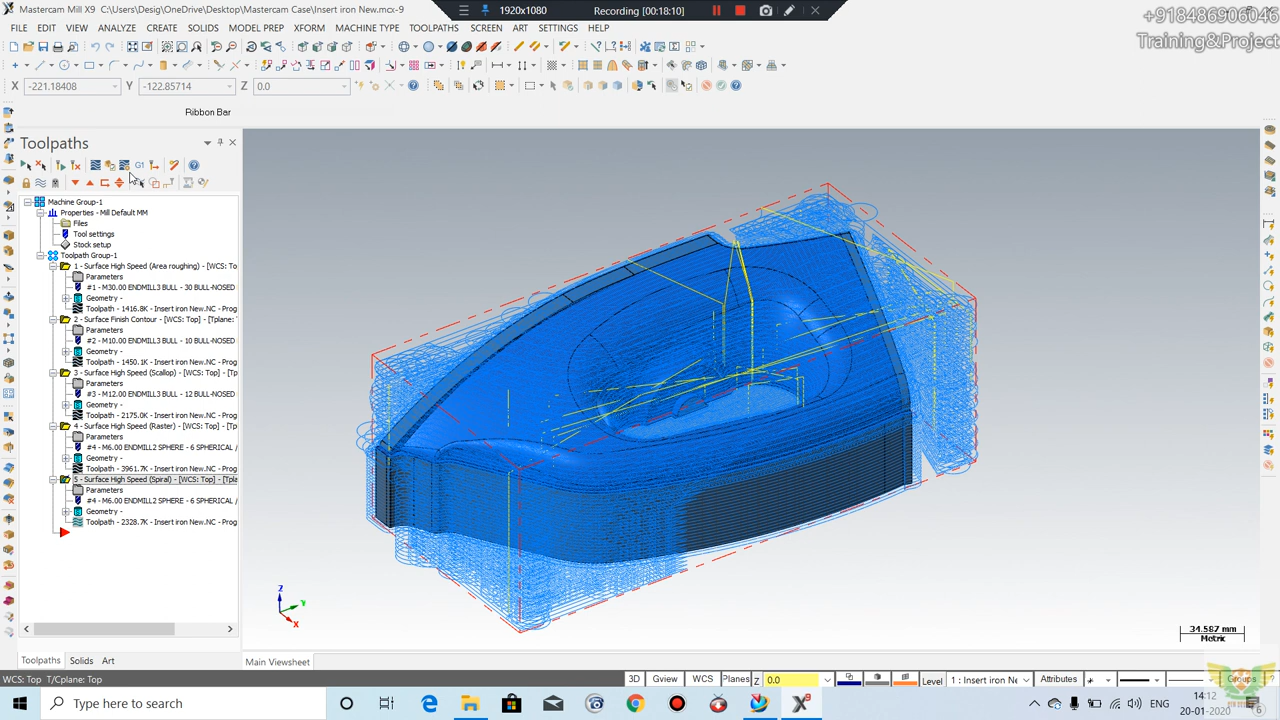 Mastercam Mill X9 C:\Users\Desig\OneDrive\Desktop\Mastercam Case\Insert iron New.mcx-9
1920x1080
Recording [00:18:10]
+918486906046
Training&Project
FILE EDIT VIEW ANALYZE CREATE SOLIDS MODEL PREP XFORM MACHINE TYPE TOOLPATHS SCREEN ART SETTINGS HELP
X -221.18408 Y -122.85714 Z 0.0
Ribbon Bar
Toolpaths
G1
Machine Group-1
Properties - Mill Default MM
Files
Tool settings
Stock setup
Toolpath Group-1
1 - Surface High Speed (Area roughing) - [WCS: To
Parameters
#1 - M30.00 ENDMILL3 BULL - 30 BULL-NOSED
Geometry -
Toolpath - 1416.8K - Insert iron New.NC - Prog
2 - Surface Finish Contour - [WCS: Top] - [Tplane:
Parameters
#2 - M10.00 ENDMILL3 BULL - 10 BULL-NOSED
Geometry -
Toolpath - 1450.1K - Insert iron New.NC - Prog
3 - Surface High Speed (Scallop) - [WCS: Top] - [Tp
Parameters
#3 - M12.00 ENDMILL3 BULL - 12 BULL-NOSED
Geometry -
Toolpath - 2175.0K - Insert iron New.NC - Prog
4 - Surface High Speed (Raster) - [WCS: Top] - [T
Parameters
#4 - M6.00 ENDMILL2 SPHERE - 6 SPHERICAL /
Geometry -
Toolpath - 3961.7K - Insert iron New.NC - Prog
5 - Surface High Speed (Spiral) - [WCS: Top] - [Tpla
Parameters
#4 - M6.00 ENDMILL2 SPHERE - 6 SPHERICAL /
Geometry -
Toolpath - 2328.7K - Insert iron New.NC - Prog
Z
Y
X
34.587 mm
Metric
Toolpaths Solids Art
Main Viewsheet
WCS: Top T/Cplane: Top
3D Gview WCS Planes Z 0.0 Level 1 : Insert iron Ne Attributes Groups ?
Type here to search
ENG
14:12
20-01-2020
6